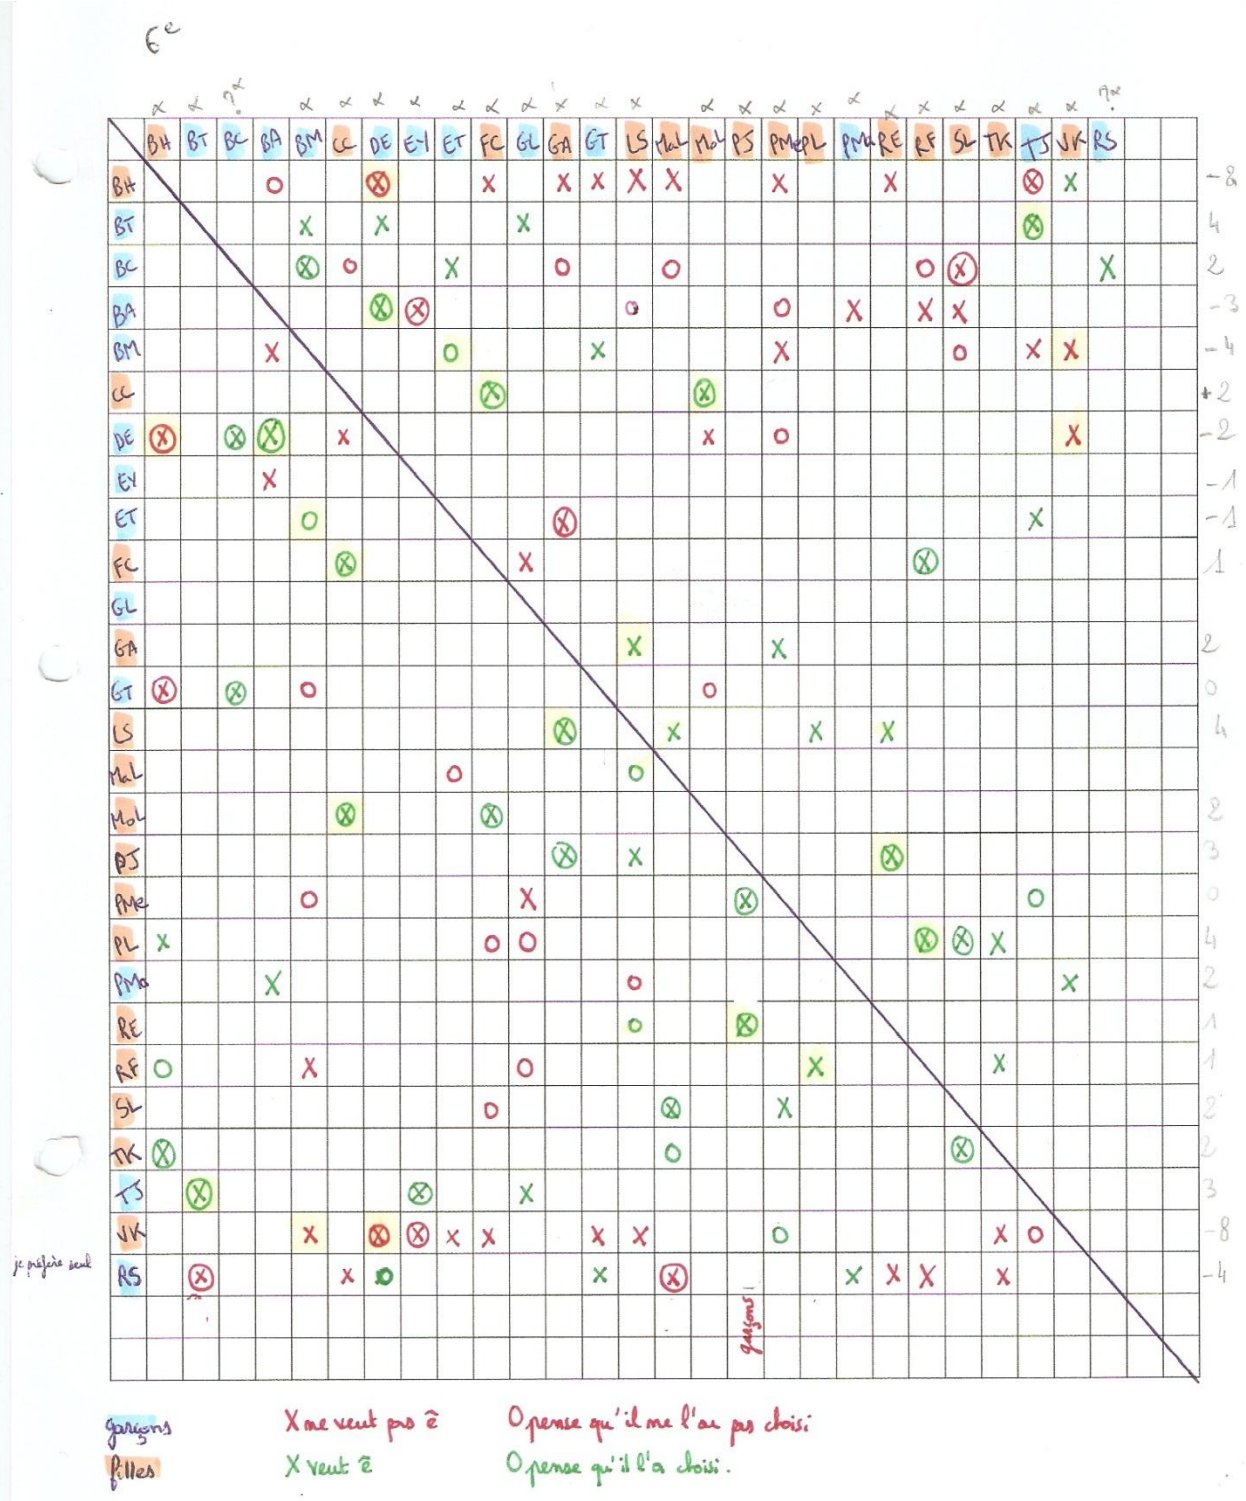 6e
BH BT BC BA BM CC DE EY ET FC GL GA GT LS MaL MoL PJ PMe PL PMa RE RF SL TK TJ VK RS
BH O X X X X X X X X X X X -8
BT X X X X 4
BC X O X O O O X X 2
BA X X O O X X X -3
BM X O X X O X X -4
CC X X +2
DE X X X X X O X -2
EY X -1
ET O X X -1
FC X X X 1
GL
GA X X 2
GT X X O O 0
LS X X X X 4
MaL O O
MoL X X 2
PJ X X X 3
PMe O X X O 0
PL X O O X X X 4
PMa X O X 2
RE O X 1
RF O X O X X 1
SL O X X 2
TK X O X 2
TJ X X X 3
VK X X X X X X X O X O -8
je préfère seul RS X X O X X X X X X -4
garçons
garçons X ne veut pas ê O pense qu'il ne l'a pas choisi
filles X veut ê O pense qu'il l'a choisi.